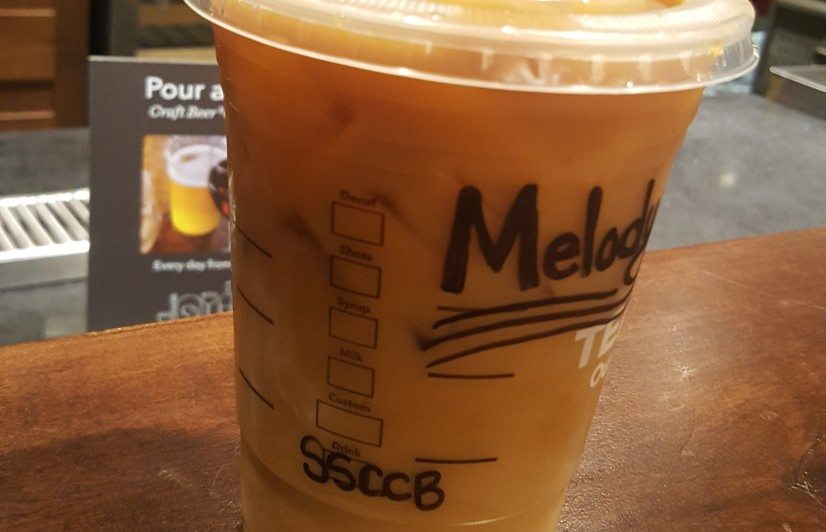 Pour a
Craft Beer
Every day from
Decaf
Shots
Syrup
Milk
Custom
Drink
SSCCB
Melody
TE